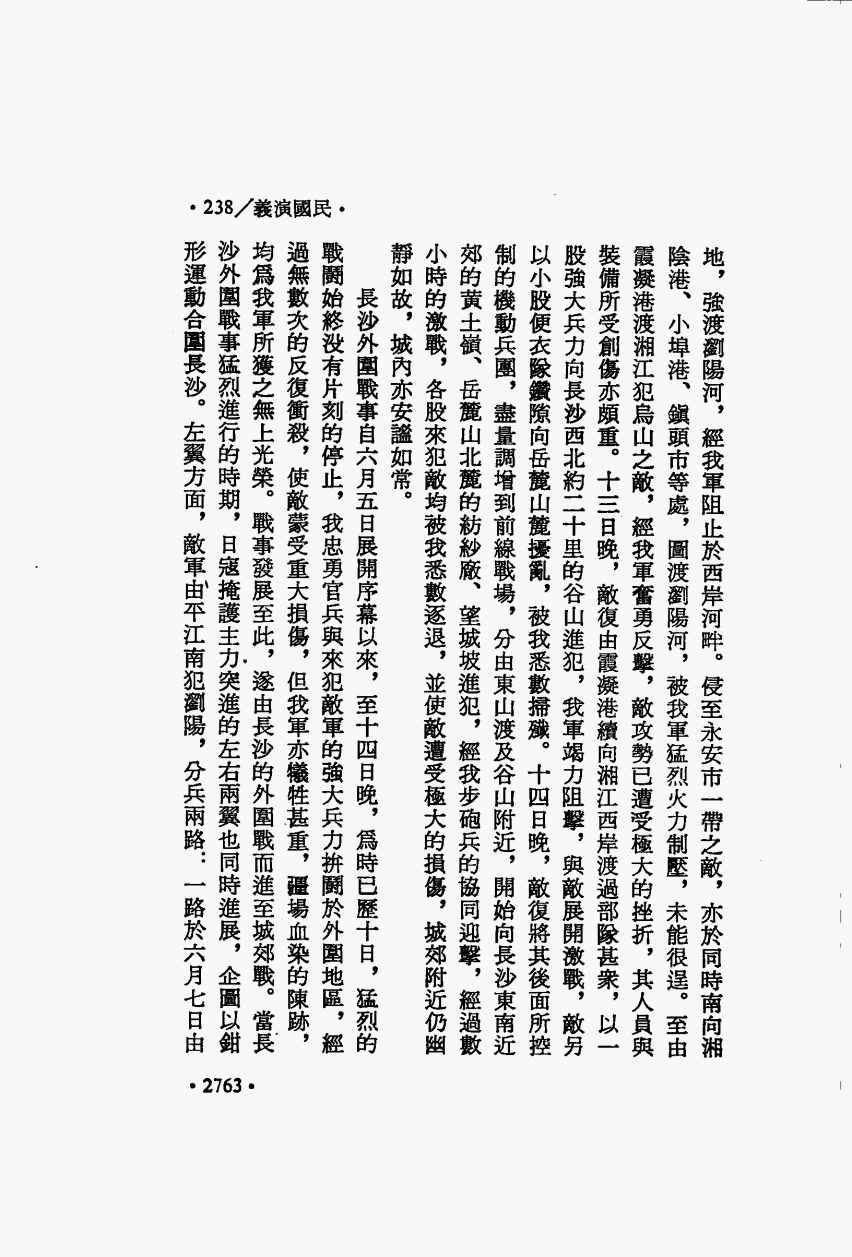 •238/義演國民•
地，強渡瀏陽河，經我軍阻止於西岸河畔。侵至永安市一帶之敵，亦於同時南向湘
陰港、小埠港、鎭頭市等處，圖渡瀏陽河，被我軍猛烈火力制壓，未能很逞。至由
霞凝港渡湘江犯烏山之敵，經我軍奮勇反擊，敵攻勢已遭受極大的挫折，其人員與
裝備所受創傷亦頗重。十三日晚，敵復由霞凝港續向湘江西岸渡過部隊甚衆，以一
股強大兵力向長沙西北約二十里的谷山進犯，我軍竭力阻擊，與敵展開激戰，敵另
以小股便衣隊鑽隙向岳麓山麓擾亂，被我悉數掃殲。十四日晚，敵復將其後面所控
制的機動兵團，盡量調增到前線戰場，分由東山渡及谷山附近，開始向長沙東南近
郊的黃土嶺、岳麓山北麓的紡紗廠、望城坡進犯，經我步砲兵的協同迎擊，經過數
小時的激戰，各股來犯敵均被我悉數逐退，並使敵遭受極大的損傷，城郊附近仍幽
靜如故，城內亦安謐如常。
長沙外圍戰事自六月五日展開序幕以來，至十四日晚，爲時已歷十日，猛烈的
戰鬭始終没有片刻的停止，我忠勇官兵與來犯敵軍的強大兵力拚鬭於外圍地區，經
過無數次的反復衝殺，使敵蒙受重大損傷，但我軍亦犧牲甚重，疆場血染的陳跡，
均爲我軍所獲之無上光榮。戰事發展至此，遂由長沙的外圍戰而進至城郊戰。當長
沙外圍戰事猛烈進行的時期，日寇掩護主力突進的左右兩翼也同時進展，企圖以鉗
形運動合圍長沙。左翼方面，敵軍由平江南犯瀏陽，分兵兩路：一路於六月七日由
•2763•